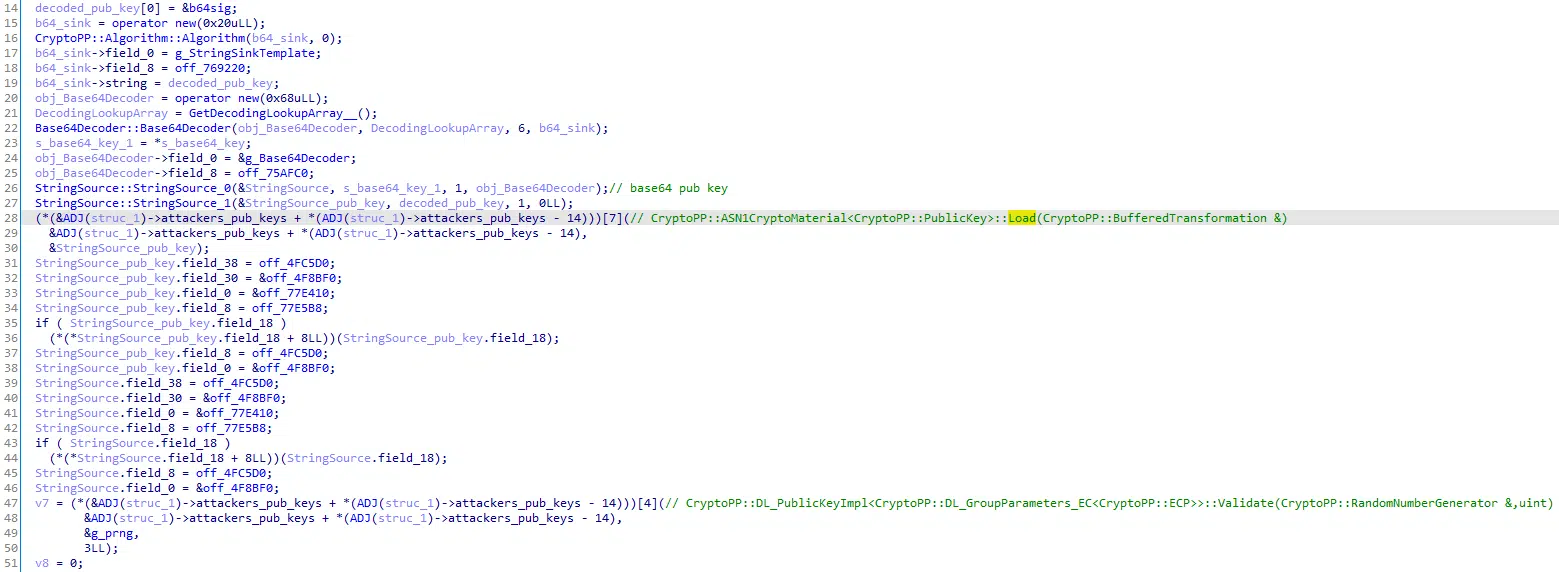 14 decoded_pub_key[0] = &b64sig;
15 b64_sink = operator new(0x20uLL);
16 CryptoPP::Algorithm::Algorithm(b64_sink, 0);
17 b64_sink->field_0 = g_StringSinkTemplate;
18 b64_sink->field_8 = off_769220;
19 b64_sink->string = decoded_pub_key;
20 obj_Base64Decoder = operator new(0x68uLL);
21 DecodingLookupArray = GetDecodingLookupArray__();
22 Base64Decoder::Base64Decoder(obj_Base64Decoder, DecodingLookupArray, 6, b64_sink);
23 s_base64_key_1 = *s_base64_key;
24 obj_Base64Decoder->field_0 = &g_Base64Decoder;
25 obj_Base64Decoder->field_8 = off_75AFC0;
26 StringSource::StringSource_0(&StringSource, s_base64_key_1, 1, obj_Base64Decoder);// base64 pub key
27 StringSource::StringSource_1(&StringSource_pub_key, decoded_pub_key, 1, 0LL);
28 (*(&ADJ(struc_1)->attackers_pub_keys + *(ADJ(struc_1)->attackers_pub_keys - 14)))[7](// CryptoPP::ASN1CryptoMaterial<CryptoPP::PublicKey>::Load(CryptoPP::BufferedTransformation &)
29 &ADJ(struc_1)->attackers_pub_keys + *(ADJ(struc_1)->attackers_pub_keys - 14),
30 &StringSource_pub_key);
31 StringSource_pub_key.field_38 = off_4FC5D0;
32 StringSource_pub_key.field_30 = &off_4F8BF0;
33 StringSource_pub_key.field_0 = &off_77E410;
34 StringSource_pub_key.field_8 = off_77E5B8;
35 if ( StringSource_pub_key.field_18 )
36 (*(*StringSource_pub_key.field_18 + 8LL))(StringSource_pub_key.field_18);
37 StringSource_pub_key.field_8 = off_4FC5D0;
38 StringSource_pub_key.field_0 = &off_4F8BF0;
39 StringSource.field_38 = off_4FC5D0;
40 StringSource.field_30 = &off_4F8BF0;
41 StringSource.field_0 = &off_77E410;
42 StringSource.field_8 = off_77E5B8;
43 if ( StringSource.field_18 )
44 (*(*StringSource.field_18 + 8LL))(StringSource.field_18);
45 StringSource.field_8 = off_4FC5D0;
46 StringSource.field_0 = &off_4F8BF0;
47 v7 = (*(&ADJ(struc_1)->attackers_pub_keys + *(ADJ(struc_1)->attackers_pub_keys - 14)))[4](// CryptoPP::DL_PublicKeyImpl<CryptoPP::DL_GroupParameters_EC<CryptoPP::ECP>>::Validate(CryptoPP::RandomNumberGenerator &,uint)
48 &ADJ(struc_1)->attackers_pub_keys + *(ADJ(struc_1)->attackers_pub_keys - 14),
49 &g_prng,
50 3LL);
51 v8 = 0;